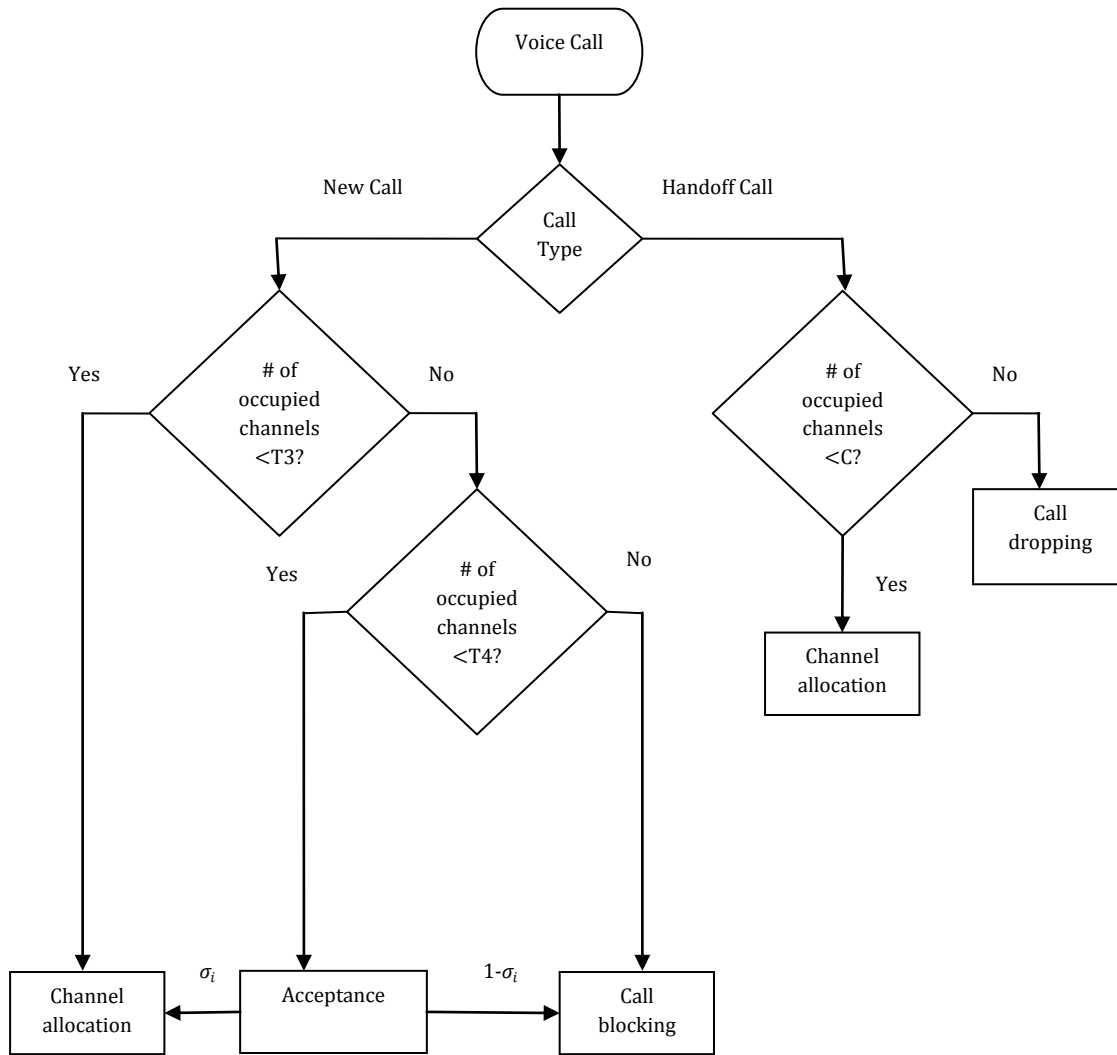 Voice Call
New Call
Handoff Call
Call
Type
Yes
# of
occupied
channels
<T3?
No
# of
occupied
channels
<C?
No
Call
dropping
Yes
# of
occupied
channels
<T4?
No
Yes
Channel
allocation
Channel
allocation
σᵢ
Acceptance
1-σᵢ
Call
blocking